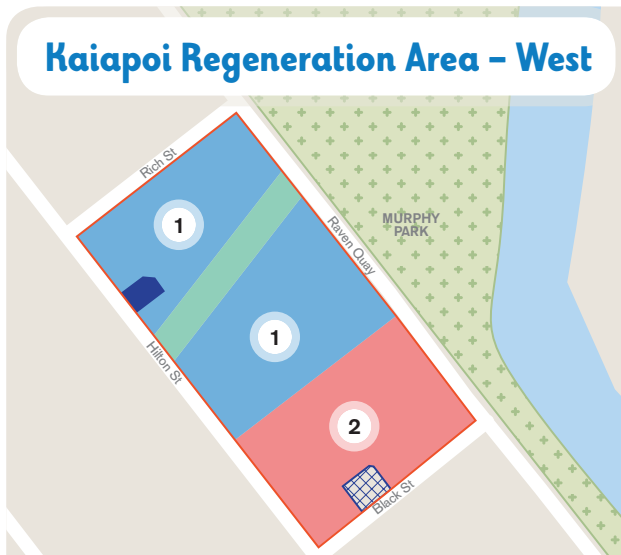 Kaiapoi Regeneration Area – West
Rich St
1
MURPHY
PARK
Raven Quay
1
Hilton St
2
Black St